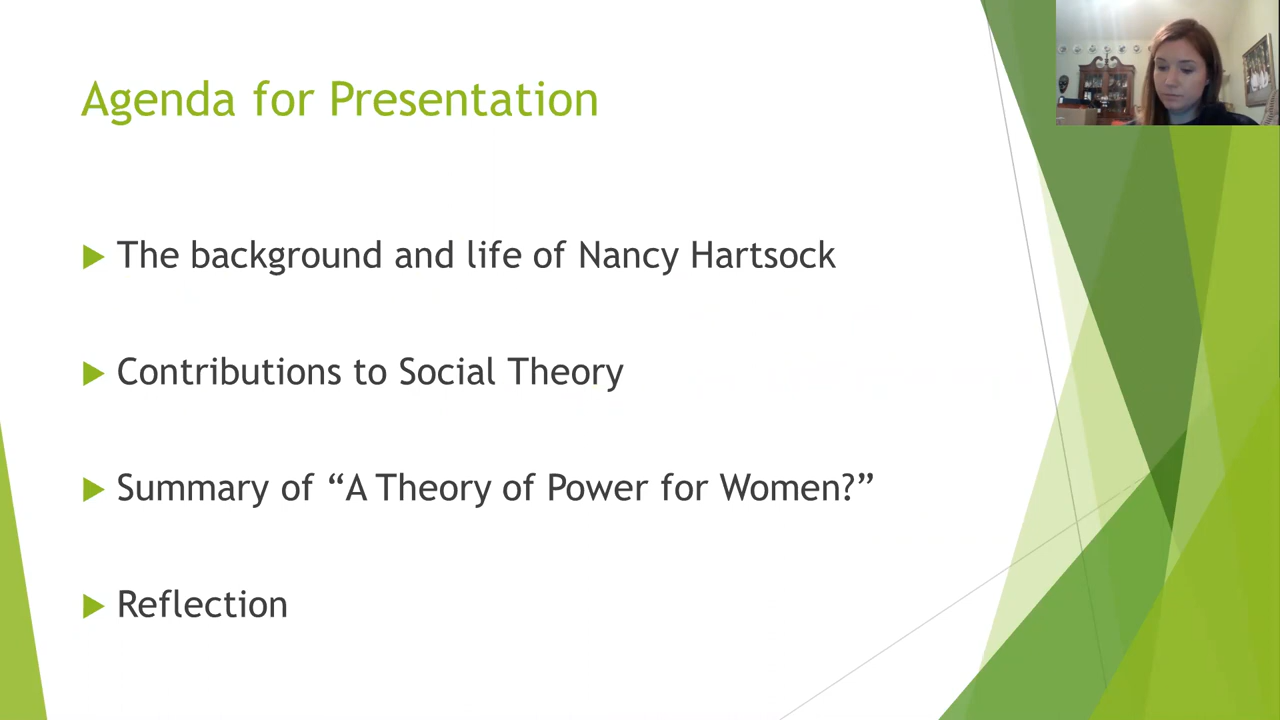 Agenda for Presentation
The background and life of Nancy Hartsock
Contributions to Social Theory
Summary of “A Theory of Power for Women?”
Reflection